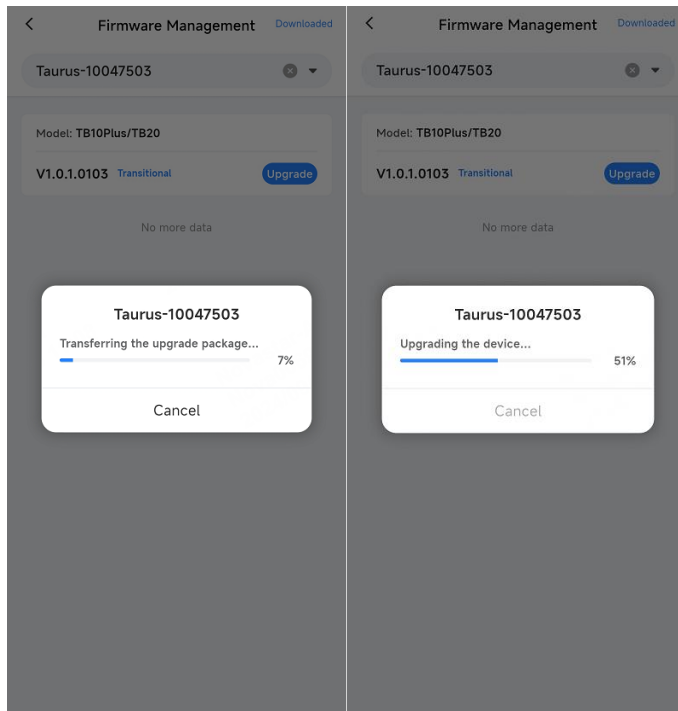 Firmware Management Downloaded
Taurus-10047503
Model: TB10Plus/TB20
V1.0.1.0103 Transitional Upgrade
No more data
Taurus-10047503
Transferring the upgrade package...
7%
Cancel
Firmware Management Downloaded
Taurus-10047503
Model: TB10Plus/TB20
V1.0.1.0103 Transitional Upgrade
No more data
Taurus-10047503
Upgrading the device...
51%
Cancel